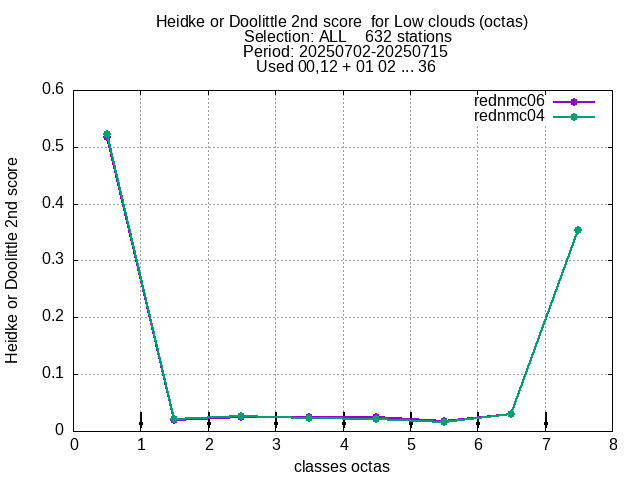 Heidke or Doolittle 2nd score  for Low clouds (octas)
Selection: ALL    632 stations
Period: 20250702-20250715
Used 00,12 + 01 02 ... 36
rednmc06
rednmc04
Heidke or Doolittle 2nd score
0.6
0.5
0.4
0.3
0.2
0.1
0
0 1 2 3 4 5 6 7 8
classes octas